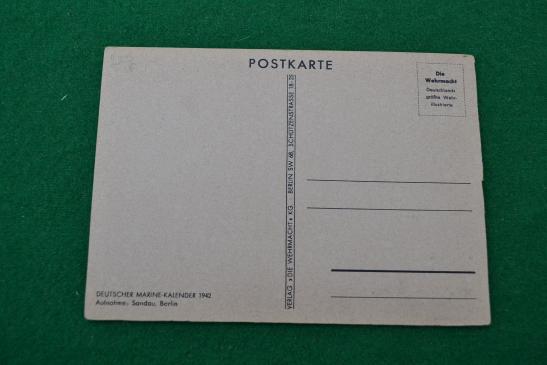 POSTKARTE
Die
Wehrmacht
Deutschlands
größte Wehr-
illustrierte
VERLAG »DIE WEHRMACHT« KG. BERLIN SW 68, SCHÜTZENSTRASSE 18-25
DEUTSCHER MARINE-KALENDER 1942
Aufnahme: Sandau, Berlin